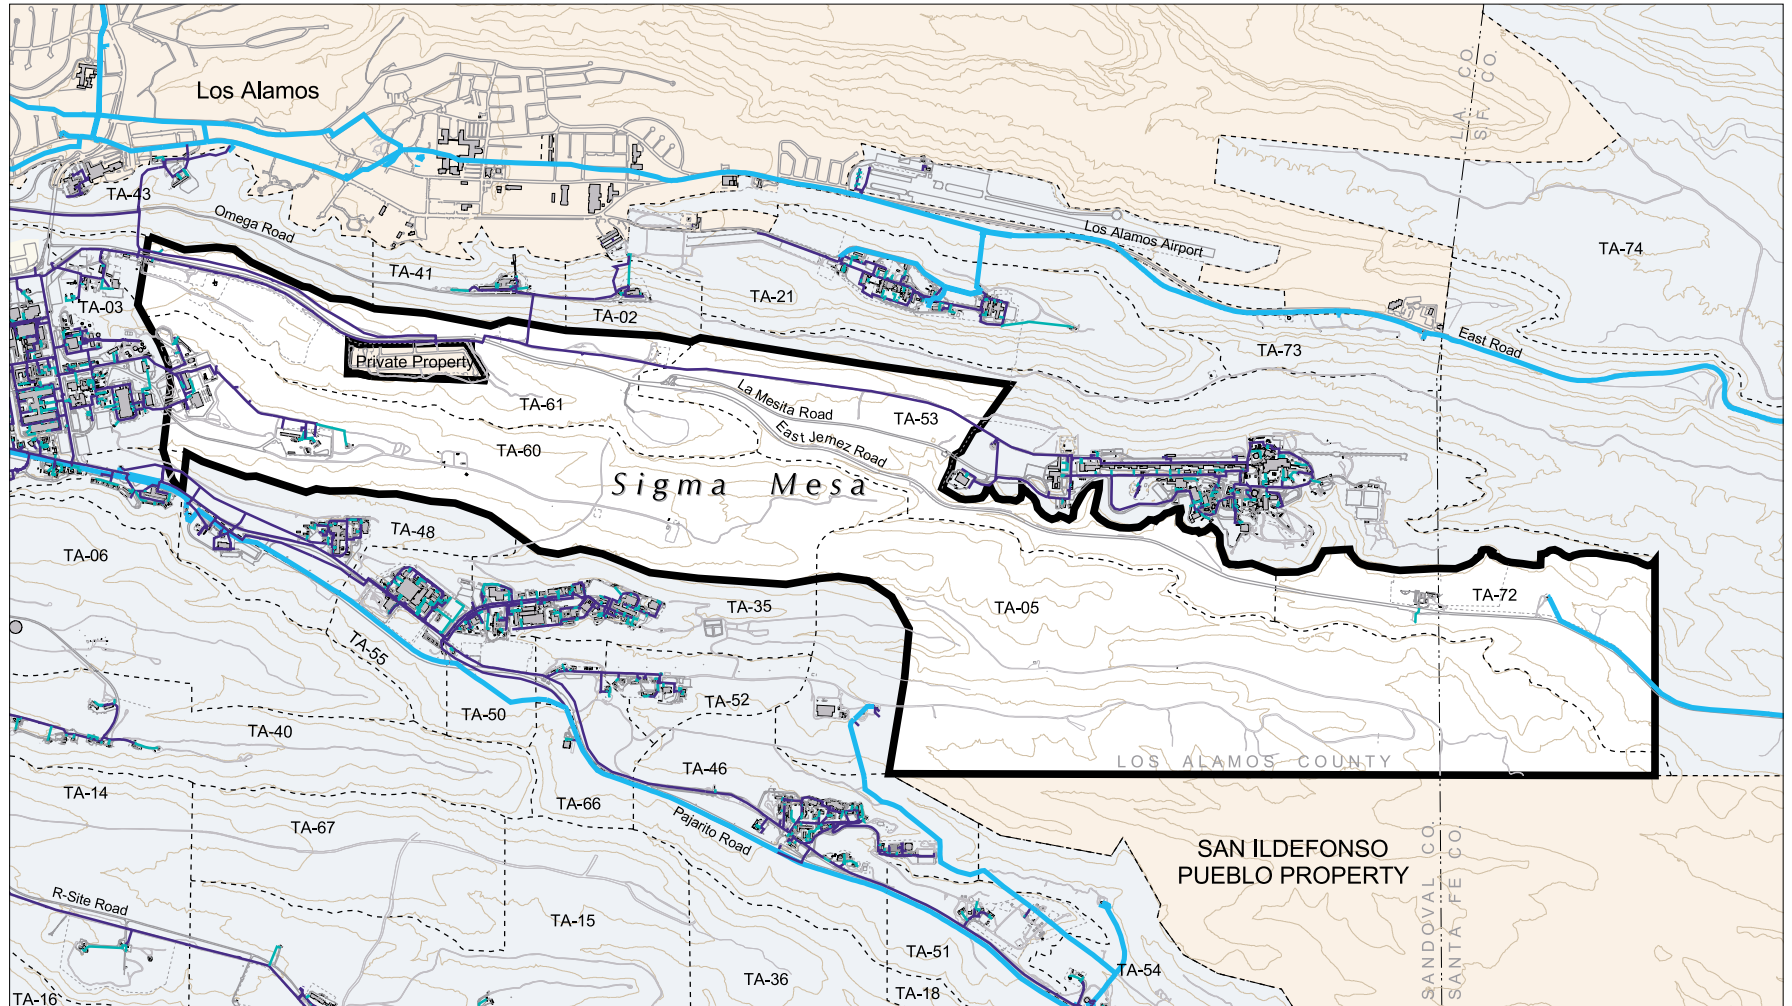 Los Alamos
LA CO.
SF CO.
TA-43
Omega Road
Los Alamos Airport
TA-74
TA-41
TA-21
TA-03
TA-02
East Road
TA-73
Private Property
La Mesita Road
TA-61
TA-53
East Jemez Road
TA-60
Sigma Mesa
TA-48
TA-06
TA-35
TA-05
TA-72
TA-55
TA-52
TA-50
TA-40
LOS ALAMOS COUNTY
TA-46
TA-14
TA-66
Pajarito Road
TA-67
SAN ILDEFONSO
PUEBLO PROPERTY
SANDOVAL CO.
SANTA FE CO.
R-Site Road
TA-15
TA-51
TA-54
TA-36
TA-18
TA-16